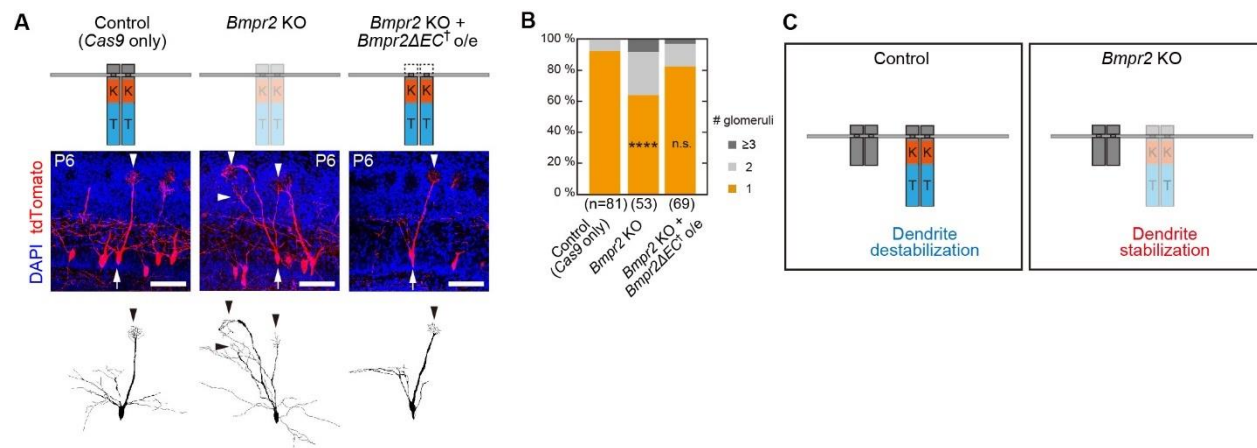 A
Control
(Cas9 only)
Bmpr2 KO
Bmpr2 KO +
Bmpr2ΔEC† o/e
K K
T T
K K
T T
K K
T T
DAPI tdTomato
P6
P6
P6
B
100 %
80 %
60 %
40 %
20 %
0 %
****
n.s.
# glomeruli
≥3
2
1
(n=81) (53) (69)
Control
(Cas9 only)
Bmpr2 KO
Bmpr2 KO +
Bmpr2ΔEC† o/e
C
Control
K K
T T
Dendrite
destabilization
Bmpr2 KO
K K
T T
Dendrite
stabilization